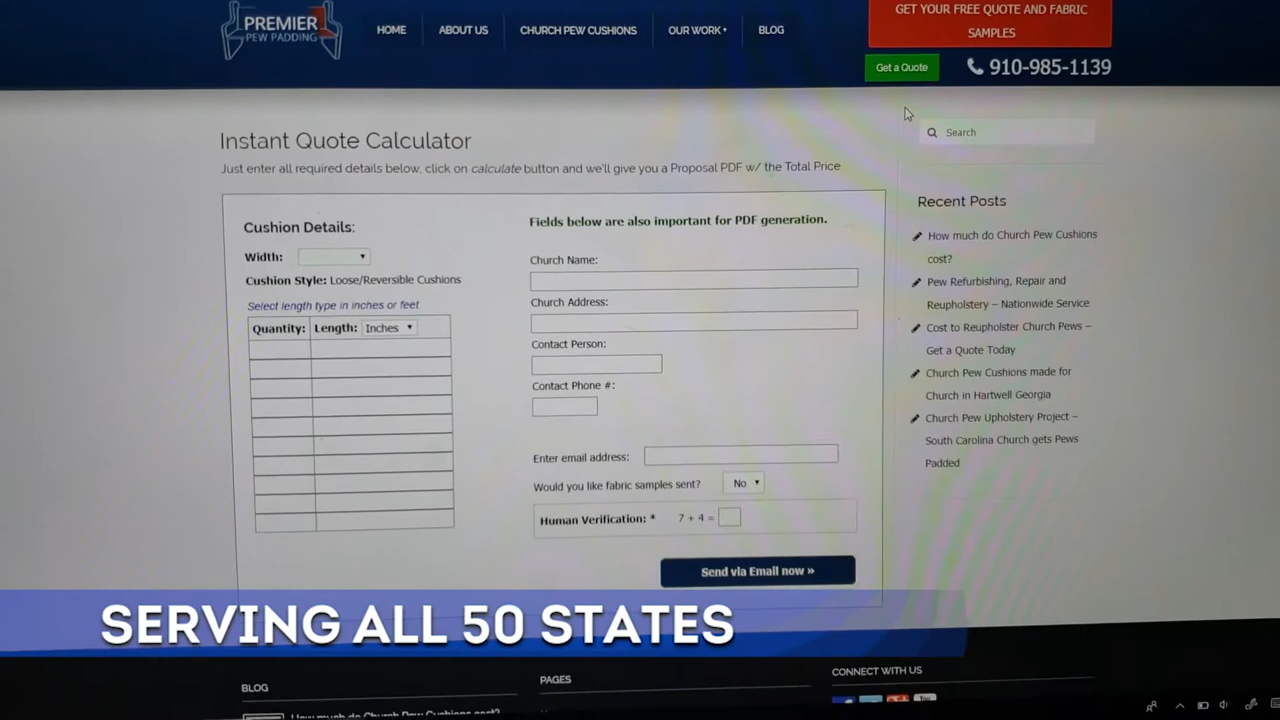 PREMIER
PEW PADDING
HOME
ABOUT US
CHURCH PEW CUSHIONS
OUR WORK
BLOG
GET YOUR FREE QUOTE AND FABRIC
SAMPLES
Get a Quote
910-985-1139
Search
Instant Quote Calculator
Just enter all required details below, click on calculate button and we'll give you a Proposal PDF w/ the Total Price
Cushion Details:
Width:
Cushion Style: Loose/Reversible Cushions
Select length type in inches or feet
Quantity: Length: Inches
Fields below are also important for PDF generation.
Church Name:
Church Address:
Contact Person:
Contact Phone #:
Enter email address:
Would you like fabric samples sent? No
Human Verification: * 7 + 4 =
Send via Email now »
Recent Posts
How much do Church Pew Cushions
cost?
Pew Refurbishing, Repair and
Reupholstery – Nationwide Service
Cost to Reupholster Church Pews –
Get a Quote Today
Church Pew Cushions made for
Church in Hartwell Georgia
Church Pew Upholstery Project –
South Carolina Church gets Pews
Padded
SERVING ALL 50 STATES
BLOG
How much do Church Pew Cushions cost?
PAGES
CONNECT WITH US
You